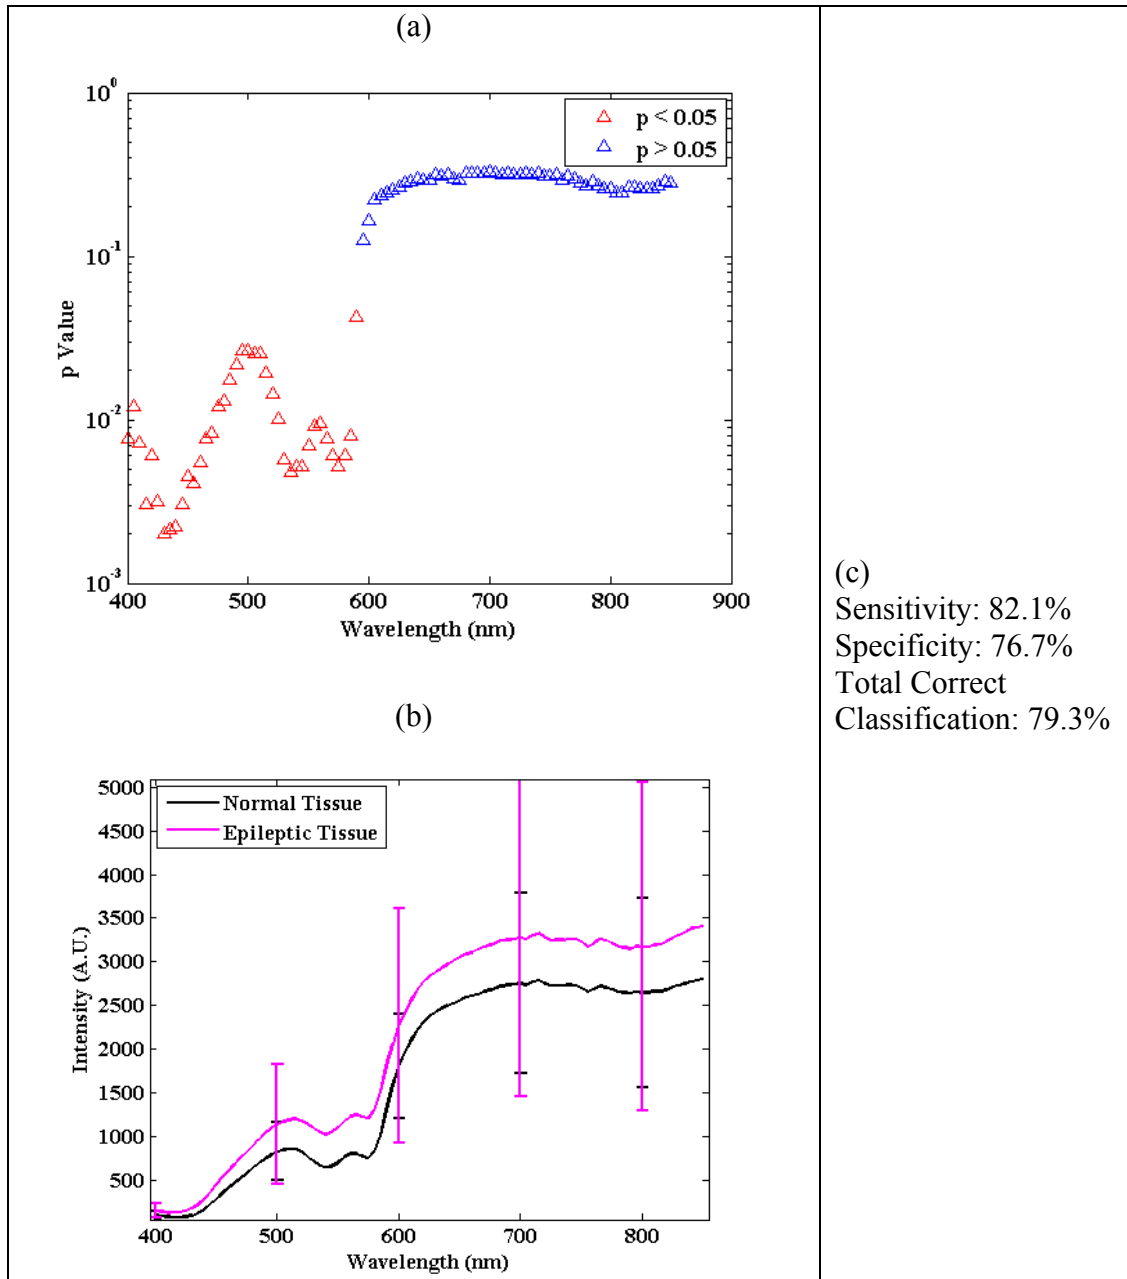 (a)
10⁰
10⁻¹
10⁻²
10⁻³
p Value
p < 0.05
p > 0.05
400 500 600 700 800 900
Wavelength (nm)
(b)
5000
4500
4000
3500
3000
2500
2000
1500
1000
500
Intensity (A.U.)
Normal Tissue
Epileptic Tissue
400 500 600 700 800
Wavelength (nm)
(c)
Sensitivity: 82.1%
Specificity: 76.7%
Total Correct
Classification: 79.3%